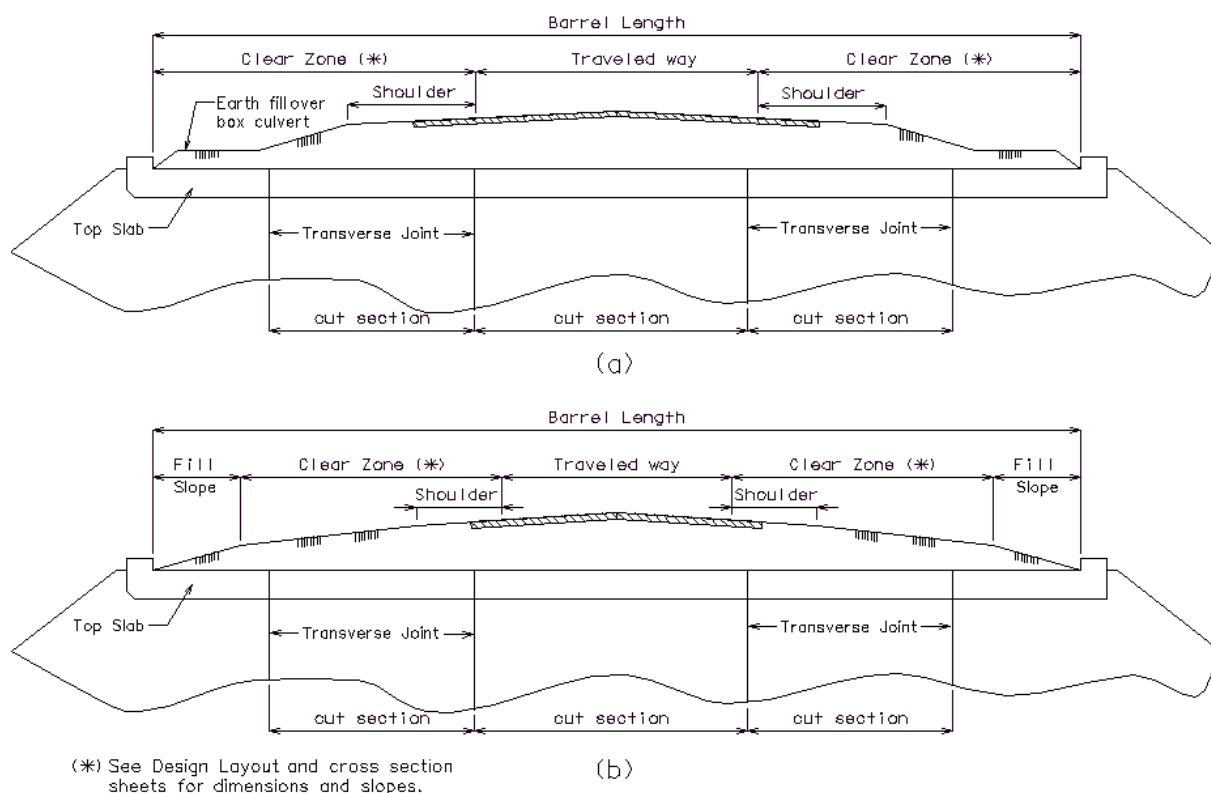 Barrel Length
Clear Zone (*)
Traveled way
Clear Zone (*)
Shoulder
Shoulder
Earth fill over
box culvert
Top Slab
Transverse Joint
Transverse Joint
cut section
cut section
cut section
(a)
Barrel Length
Fill
Slope
Clear Zone (*)
Traveled way
Clear Zone (*)
Fill
Slope
Shoulder
Shoulder
Top Slab
Transverse Joint
Transverse Joint
cut section
cut section
cut section
(*) See Design Layout and cross section
sheets for dimensions and slopes.
(b)